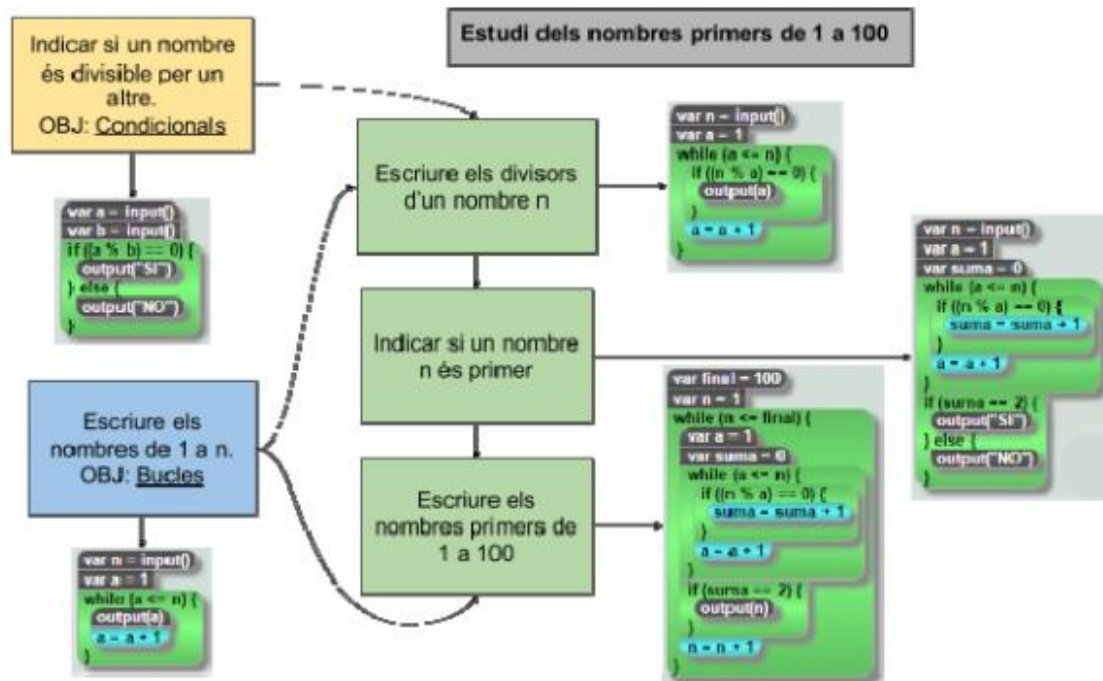 Estudi dels nombres primers de 1 a 100
Indicar si un nombre
és divisible per un
altre.
OBJ: Condicionals
var a = input()
var b = input()
if ((a % b) == 0) {
output("SI")
} else {
output("NO")
}
Escriure els
nombres de 1 a n.
OBJ: Bucles
var n = input()
var a = 1
while (a <= n) {
output(a)
a = a + 1
}
Escriure els divisors
d'un nombre n
var n = input()
var a = 1
while (a <= n) {
if ((n % a) == 0) {
output(a)
}
a = a + 1
}
Indicar si un nombre
n és primer
var n = input()
var a = 1
var suma = 0
while (a <= n) {
if ((n % a) == 0) {
suma = suma + 1
}
a = a + 1
}
if (suma == 2) {
output("SI")
} else {
output("NO")
}
Escriure els
nombres primers de
1 a 100
var final = 100
var n = 1
while (n <= final) {
var a = 1
var suma = 0
while (a <= n) {
if ((n % a) == 0) {
suma = suma + 1
}
a = a + 1
}
if (suma == 2) {
output(n)
}
n = n + 1
}